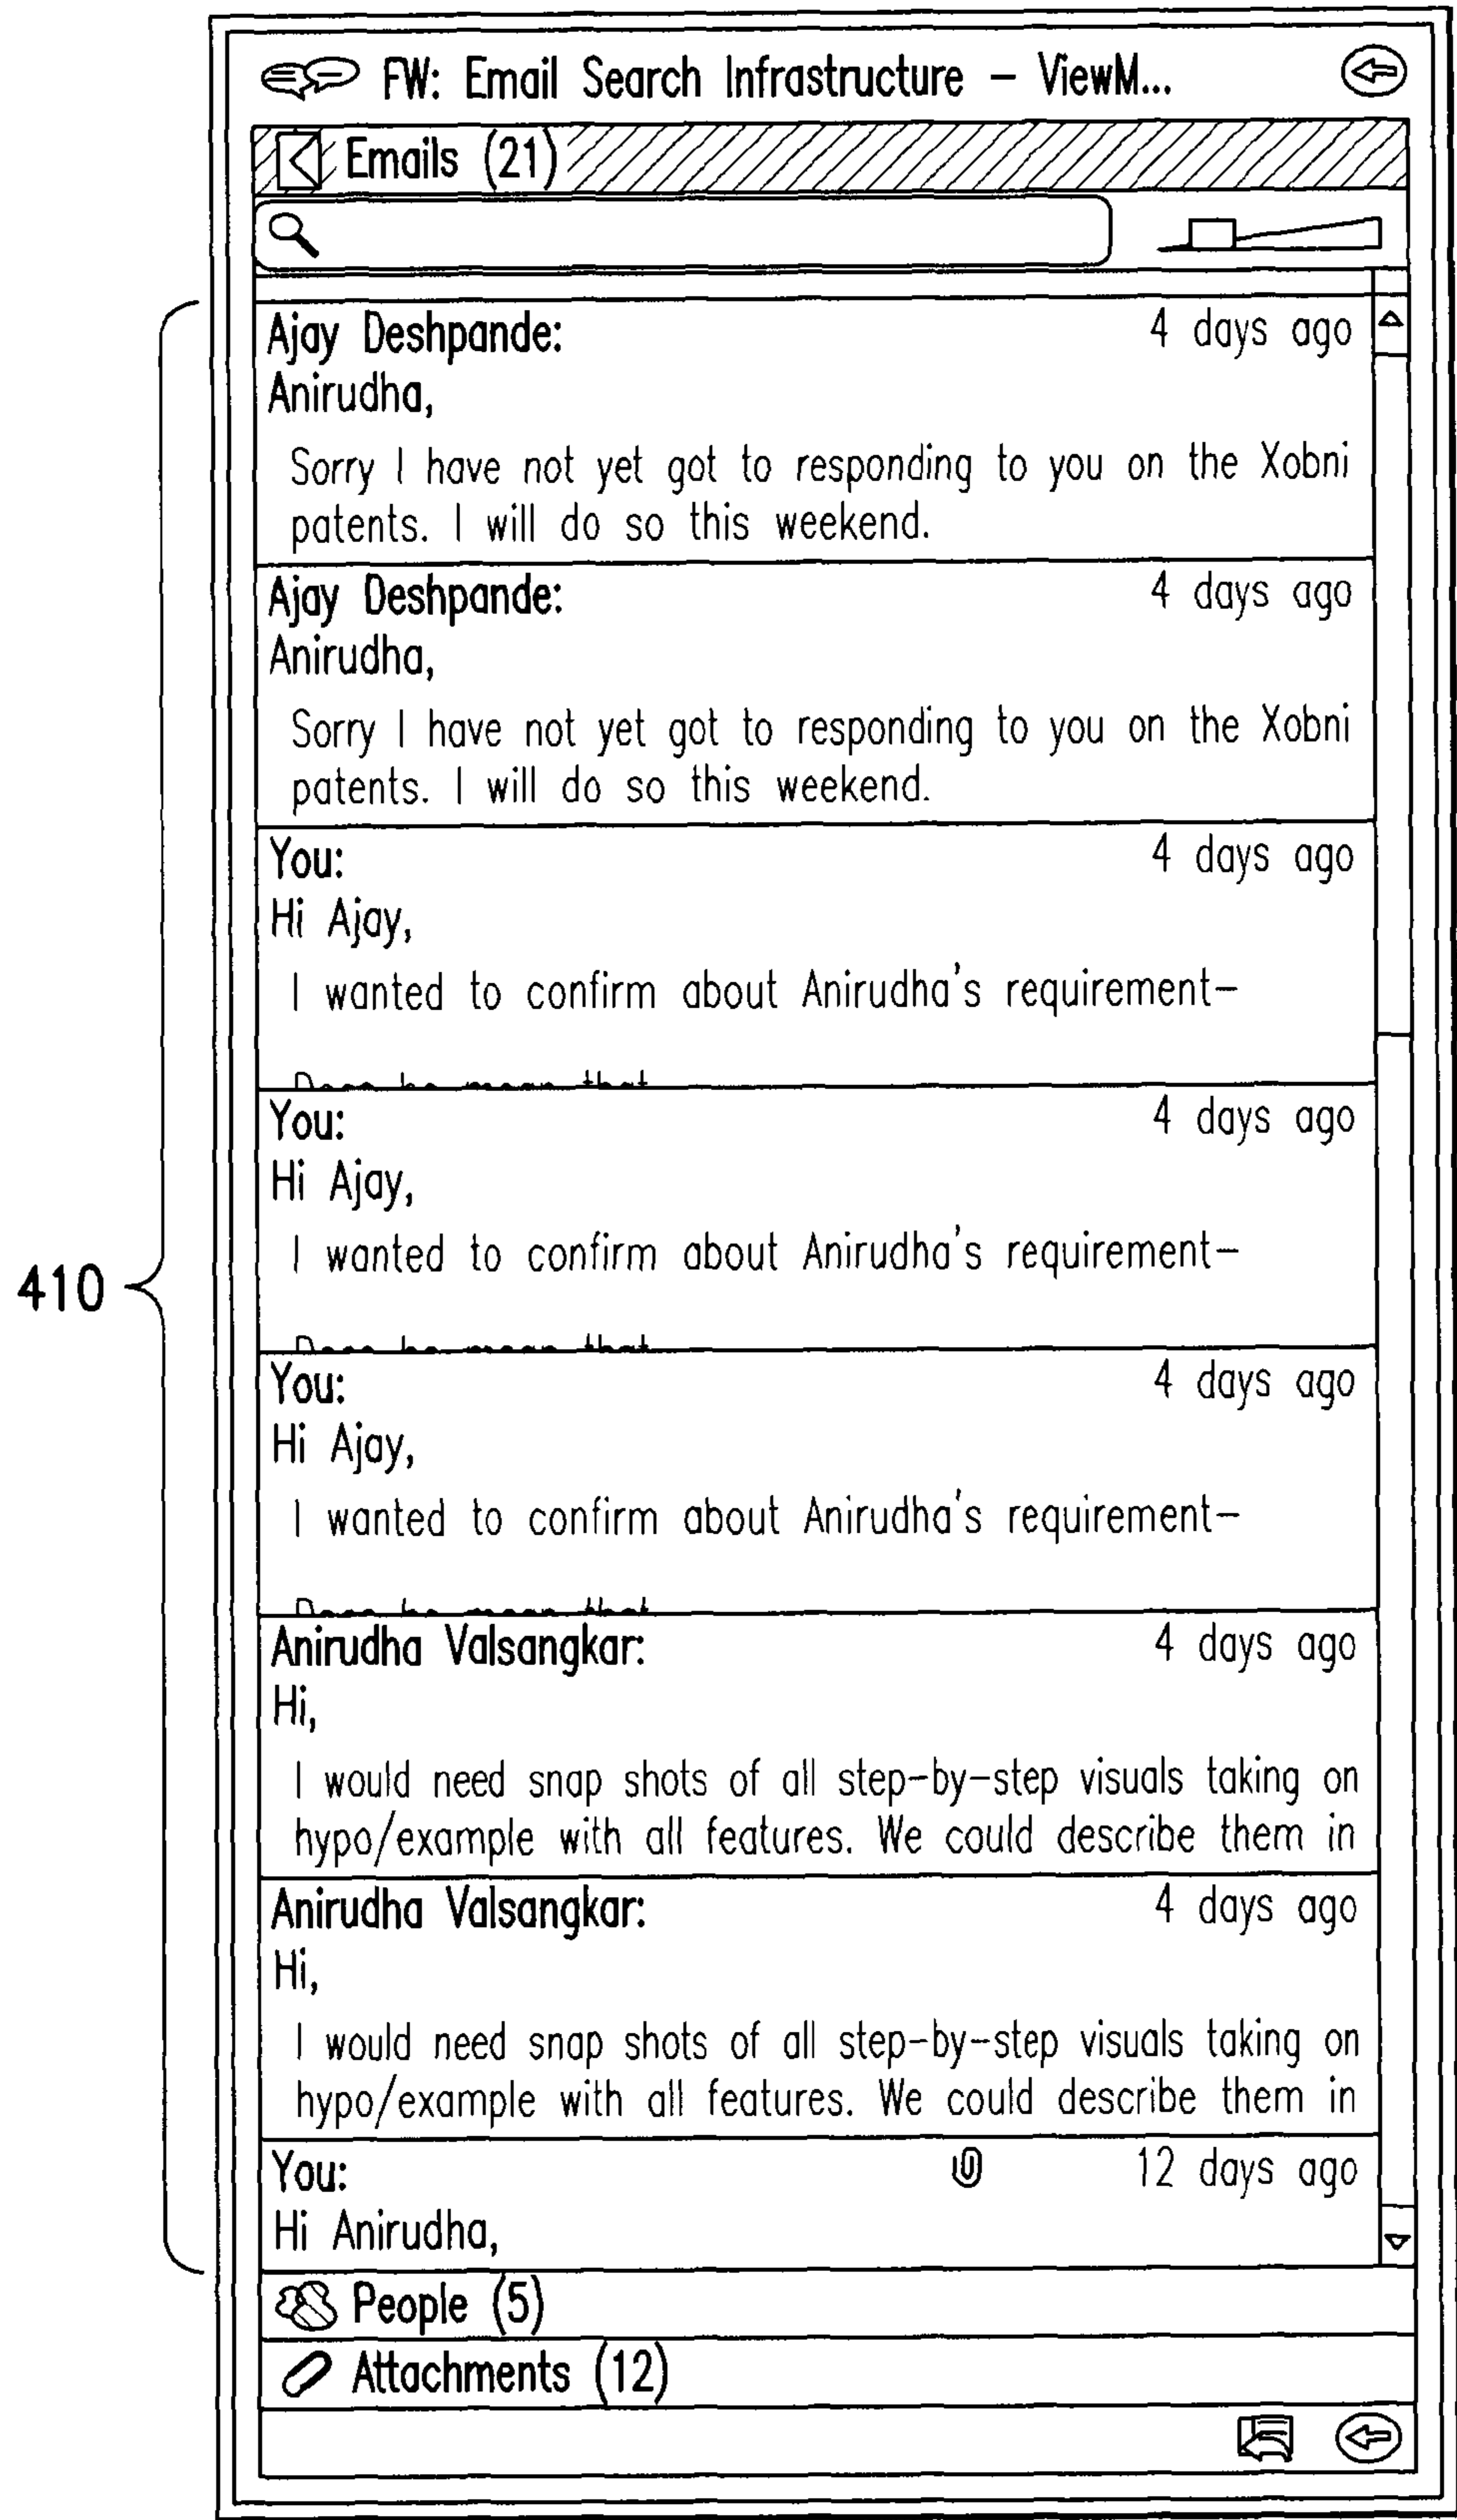 FW: Email Search Infrastructure – ViewM...
Emails (21)
Ajay Deshpande: 4 days ago
Anirudha,
Sorry I have not yet got to responding to you on the Xobni
patents. I will do so this weekend.
Ajay Deshpande: 4 days ago
Anirudha,
Sorry I have not yet got to responding to you on the Xobni
patents. I will do so this weekend.
You: 4 days ago
Hi Ajay,
I wanted to confirm about Anirudha's requirement–
You: 4 days ago
Hi Ajay,
I wanted to confirm about Anirudha's requirement–
410
You: 4 days ago
Hi Ajay,
I wanted to confirm about Anirudha's requirement–
Anirudha Valsangkar: 4 days ago
Hi,
I would need snap shots of all step–by–step visuals taking on
hypo/example with all features. We could describe them in
Anirudha Valsangkar: 4 days ago
Hi,
I would need snap shots of all step–by–step visuals taking on
hypo/example with all features. We could describe them in
You: 12 days ago
Hi Anirudha,
People (5)
Attachments (12)